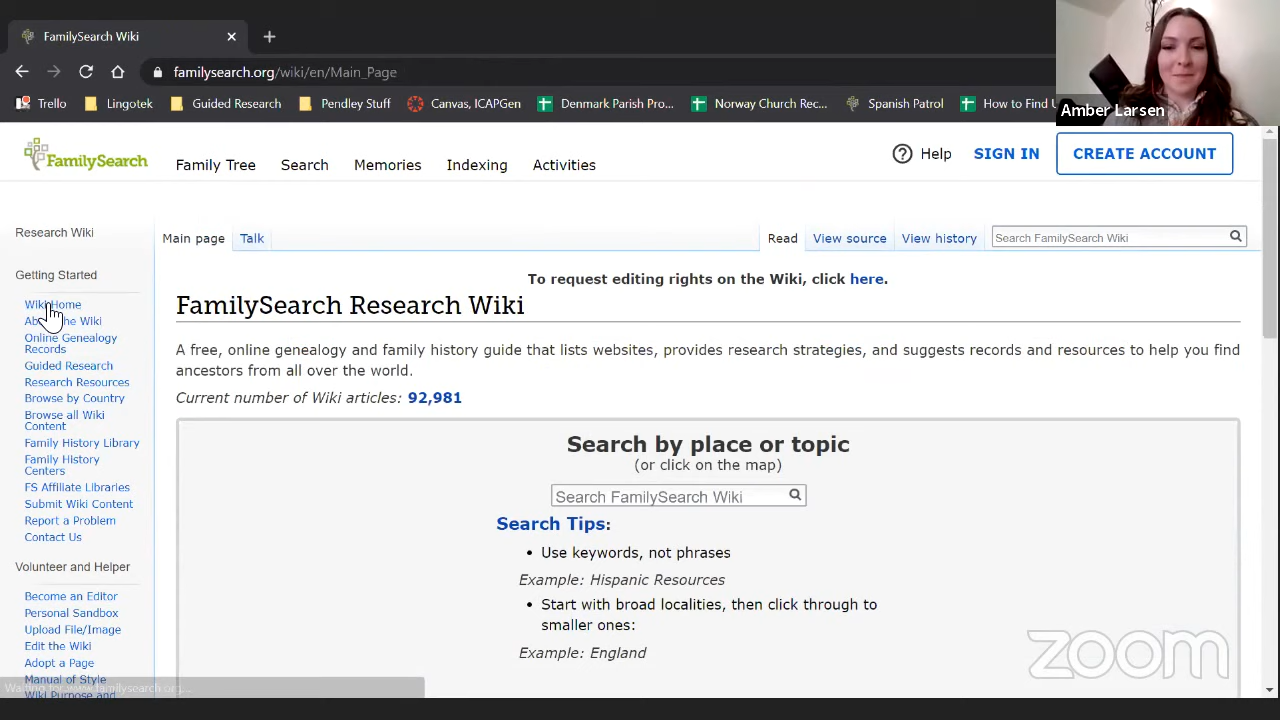 FamilySearch Wiki
familysearch.org/wiki/en/Main_Page
Trello Lingotek Guided Research Pendley Stuff Canvas, ICAPGen Denmark Parish Pro... Norway Church Rec... Spanish Patrol How to Find
Amber Larsen
FamilySearch
Family Tree Search Memories Indexing Activities
Help SIGN IN CREATE ACCOUNT
Research Wiki
Getting Started
Wiki Home
the Wiki
Online Genealogy
Records
Guided Research
Research Resources
Browse by Country
Browse all Wiki
Content
Family History Library
Family History
Centers
FS Affiliate Libraries
Submit Wiki Content
Report a Problem
Contact Us
Volunteer and Helper
Become an Editor
Personal Sandbox
Upload File/Image
Edit the Wiki
Adopt a Page
Manual of Style
Wiki Purpose and
Waiting for www.familysearch.org...
Main page Talk
Read View source View history Search FamilySearch Wiki
To request editing rights on the Wiki, click here.
FamilySearch Research Wiki
A free, online genealogy and family history guide that lists websites, provides research strategies, and suggests records and resources to help you find
ancestors from all over the world.
Current number of Wiki articles: 92,981
Search by place or topic
(or click on the map)
Search FamilySearch Wiki
Search Tips:
• Use keywords, not phrases
Example: Hispanic Resources
• Start with broad localities, then click through to
smaller ones:
Example: England
zoom